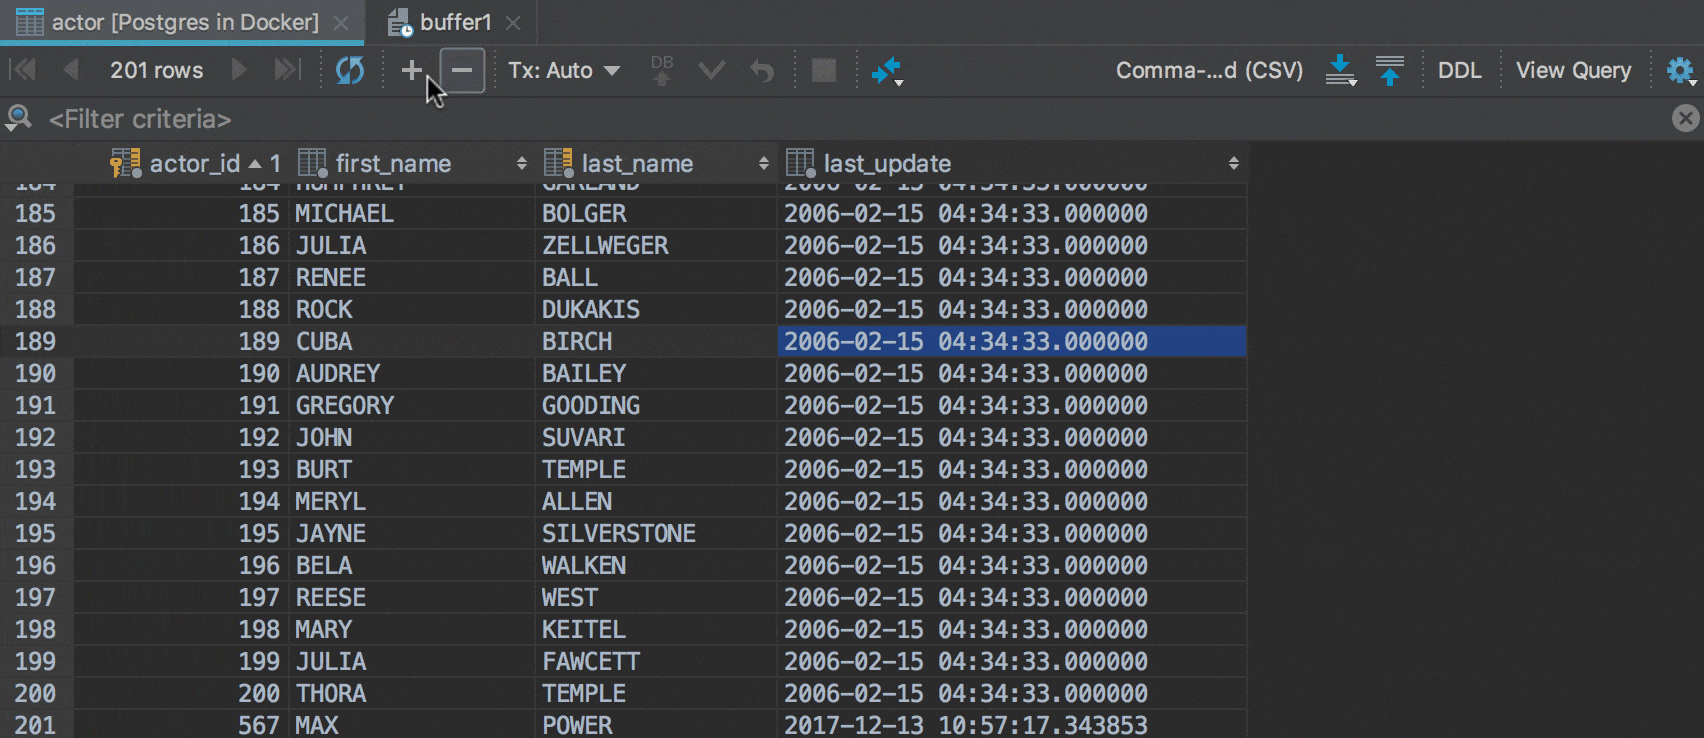 actor [Postgres in Docker] buffer1
201 rows Tx: Auto DB Comma-...d (CSV) DDL View Query
<Filter criteria>
actor_id 1 first_name last_name last_update
184 184 HUMPHREY GARLAND 2006-02-15 04:34:33.000000
185 185 MICHAEL BOLGER 2006-02-15 04:34:33.000000
186 186 JULIA ZELLWEGER 2006-02-15 04:34:33.000000
187 187 RENEE BALL 2006-02-15 04:34:33.000000
188 188 ROCK DUKAKIS 2006-02-15 04:34:33.000000
189 189 CUBA BIRCH 2006-02-15 04:34:33.000000
190 190 AUDREY BAILEY 2006-02-15 04:34:33.000000
191 191 GREGORY GOODING 2006-02-15 04:34:33.000000
192 192 JOHN SUVARI 2006-02-15 04:34:33.000000
193 193 BURT TEMPLE 2006-02-15 04:34:33.000000
194 194 MERYL ALLEN 2006-02-15 04:34:33.000000
195 195 JAYNE SILVERSTONE 2006-02-15 04:34:33.000000
196 196 BELA WALKEN 2006-02-15 04:34:33.000000
197 197 REESE WEST 2006-02-15 04:34:33.000000
198 198 MARY KEITEL 2006-02-15 04:34:33.000000
199 199 JULIA FAWCETT 2006-02-15 04:34:33.000000
200 200 THORA TEMPLE 2006-02-15 04:34:33.000000
201 567 MAX POWER 2017-12-13 10:57:17.343853